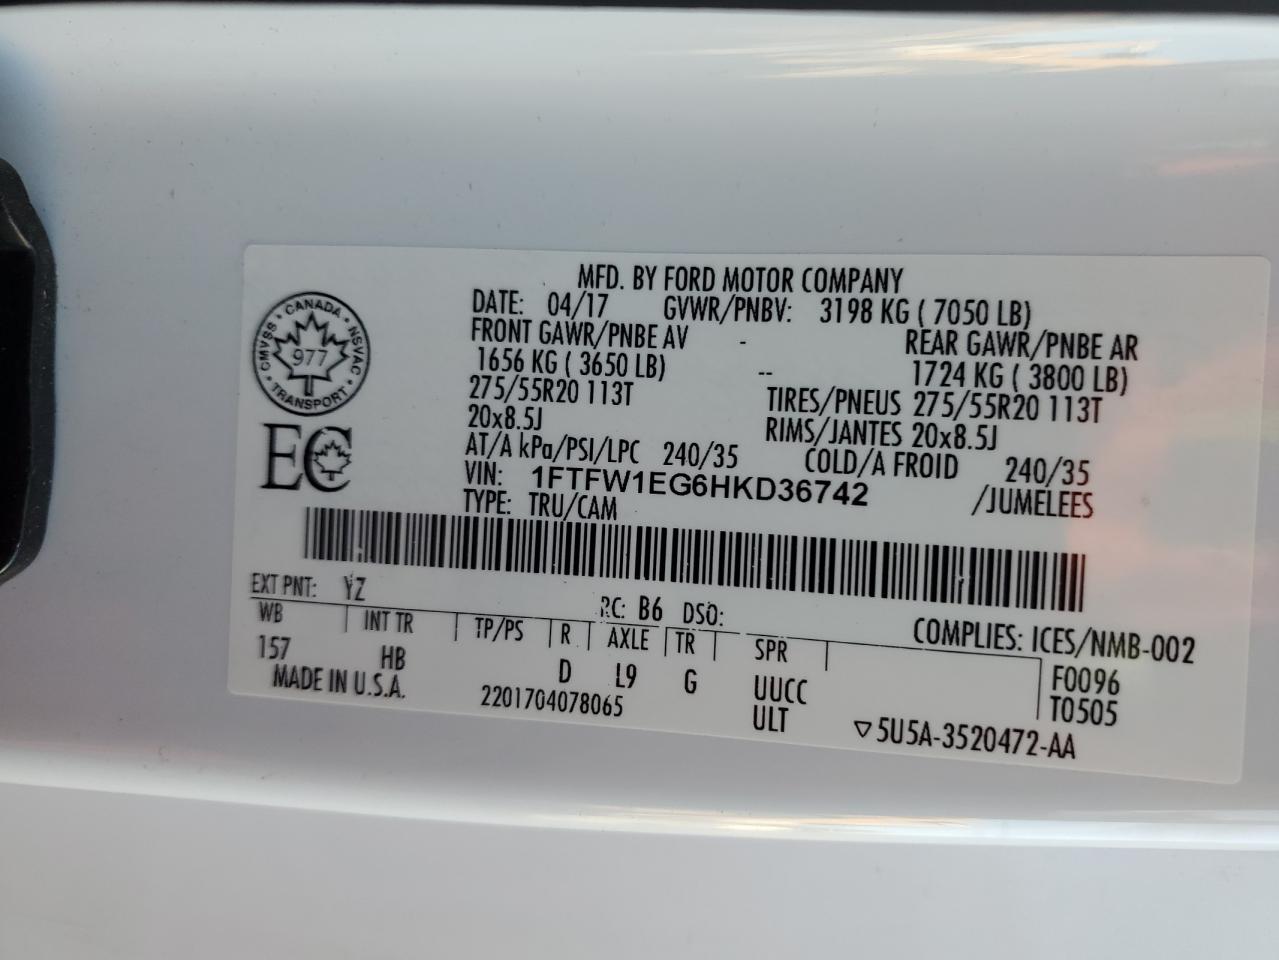 MFD. BY FORD MOTOR COMPANY
DATE: 04/17 GVWR/PNBV: 3198 KG ( 7050 LB)
FRONT GAWR/PNBE AV - REAR GAWR/PNBE AR
1656 KG ( 3650 LB) -- 1724 KG ( 3800 LB)
275/55R20 113T TIRES/PNEUS 275/55R20 113T
20x8.5J RIMS/JANTES 20x8.5J
AT/A kPa/PSI/LPC 240/35 COLD/A FROID 240/35
VIN: 1FTFW1EG6HKD36742 /JUMELEES
TYPE: TRU/CAM
CANADA
CMVSS · NSVAC
977
TRANSPORT
EC
EXT PNT: YZ RC: B6 DSO:
WB INT TR TP/PS R AXLE TR SPR COMPLIES: ICES/NMB-002
157 HB D L9 G UUCC F0096
MADE IN U.S.A. 2201704078065 ULT T0505
▽5U5A-3520472-AA